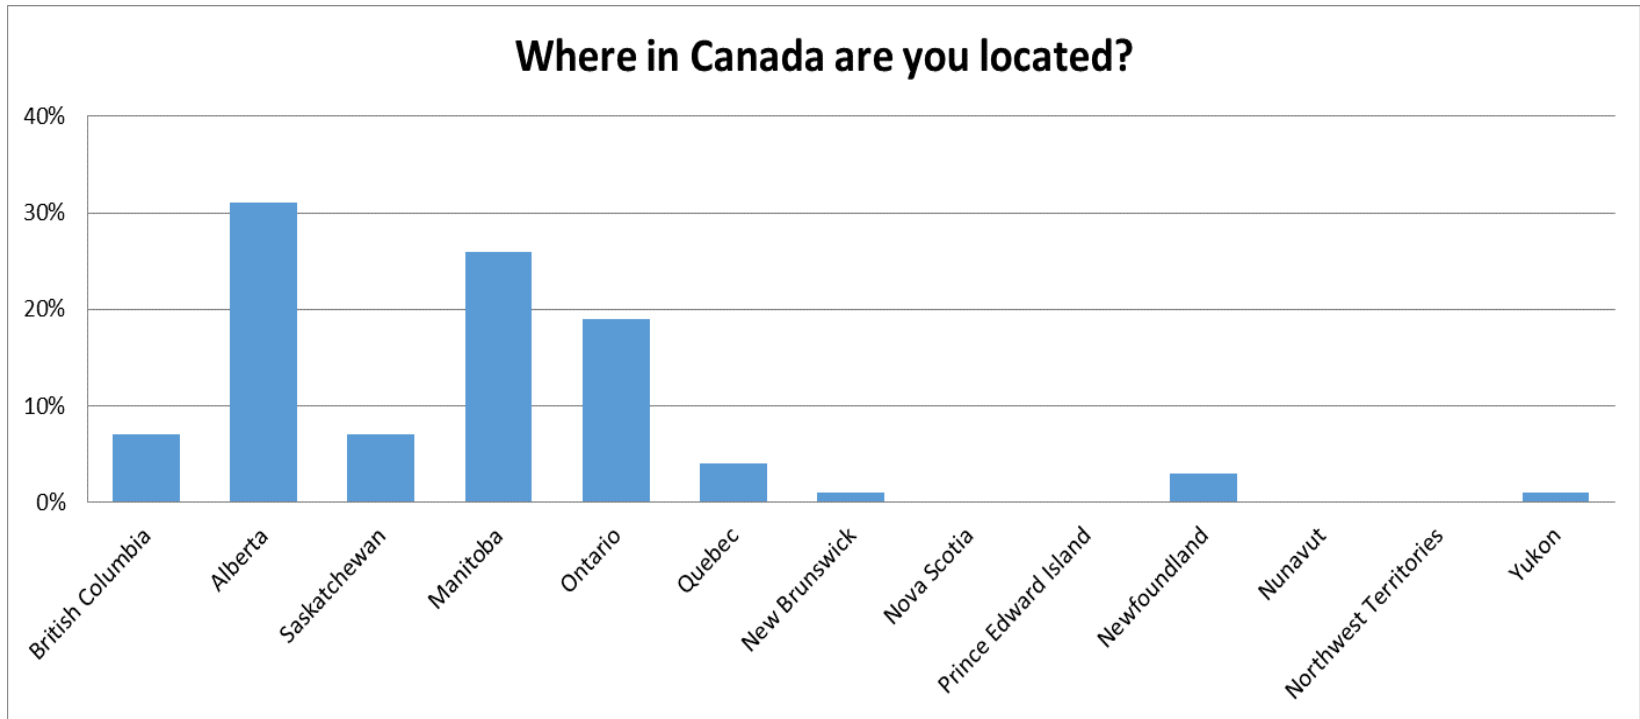 Where in Canada are you located?
40%
30%
20%
10%
0%
British Columbia
Alberta
Saskatchewan
Manitoba
Ontario
Quebec
New Brunswick
Nova Scotia
Prince Edward Island
Newfoundland
Nunavut
Northwest Territories
Yukon